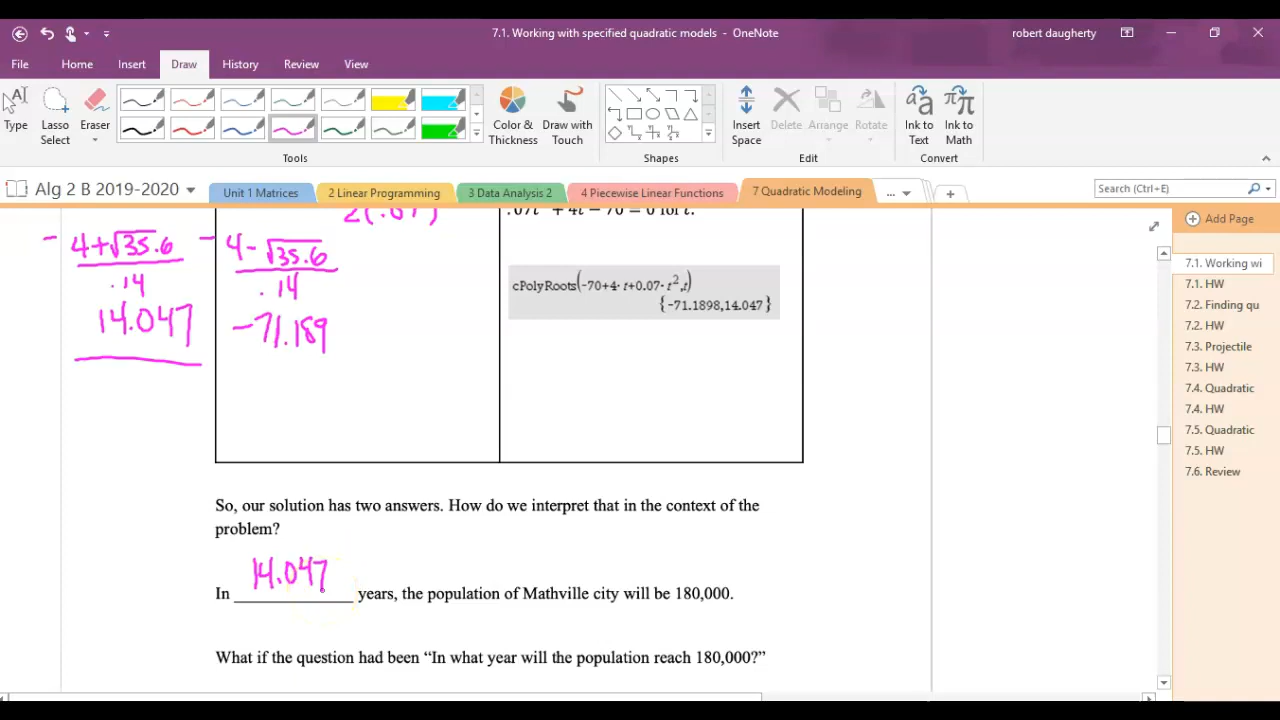 7.1. Working with specified quadratic models - OneNote
robert daugherty
File Home Insert Draw History Review View
Type
Lasso Select
Eraser
Color & Thickness
Draw with Touch
Insert Space
Delete
Arrange
Rotate
Ink to Text
Ink to Math
Tools
Shapes
Edit
Convert
Alg 2 B 2019-2020
Unit 1 Matrices
2 Linear Programming
3 Data Analysis 2
4 Piecewise Linear Functions
7 Quadratic Modeling
...
Search (Ctrl+E)
Add Page
7.1. Working wi
7.1. HW
7.2. Finding qu
7.2. HW
7.3. Projectile
7.3. HW
7.4. Quadratic
7.4. HW
7.5. Quadratic
7.5. HW
7.6. Review
2(.07)
.07t² + 4t − 70 = 0 for t.
- 4+√35.6
.14
14.047
- 4-√35.6
.14
-71.189
cPolyRoots(-70+4·t+0.07·t²,t)
{-71.1898,14.047}
So, our solution has two answers. How do we interpret that in the context of the
problem?
14.047
In ______________ years, the population of Mathville city will be 180,000.
What if the question had been “In what year will the population reach 180,000?”